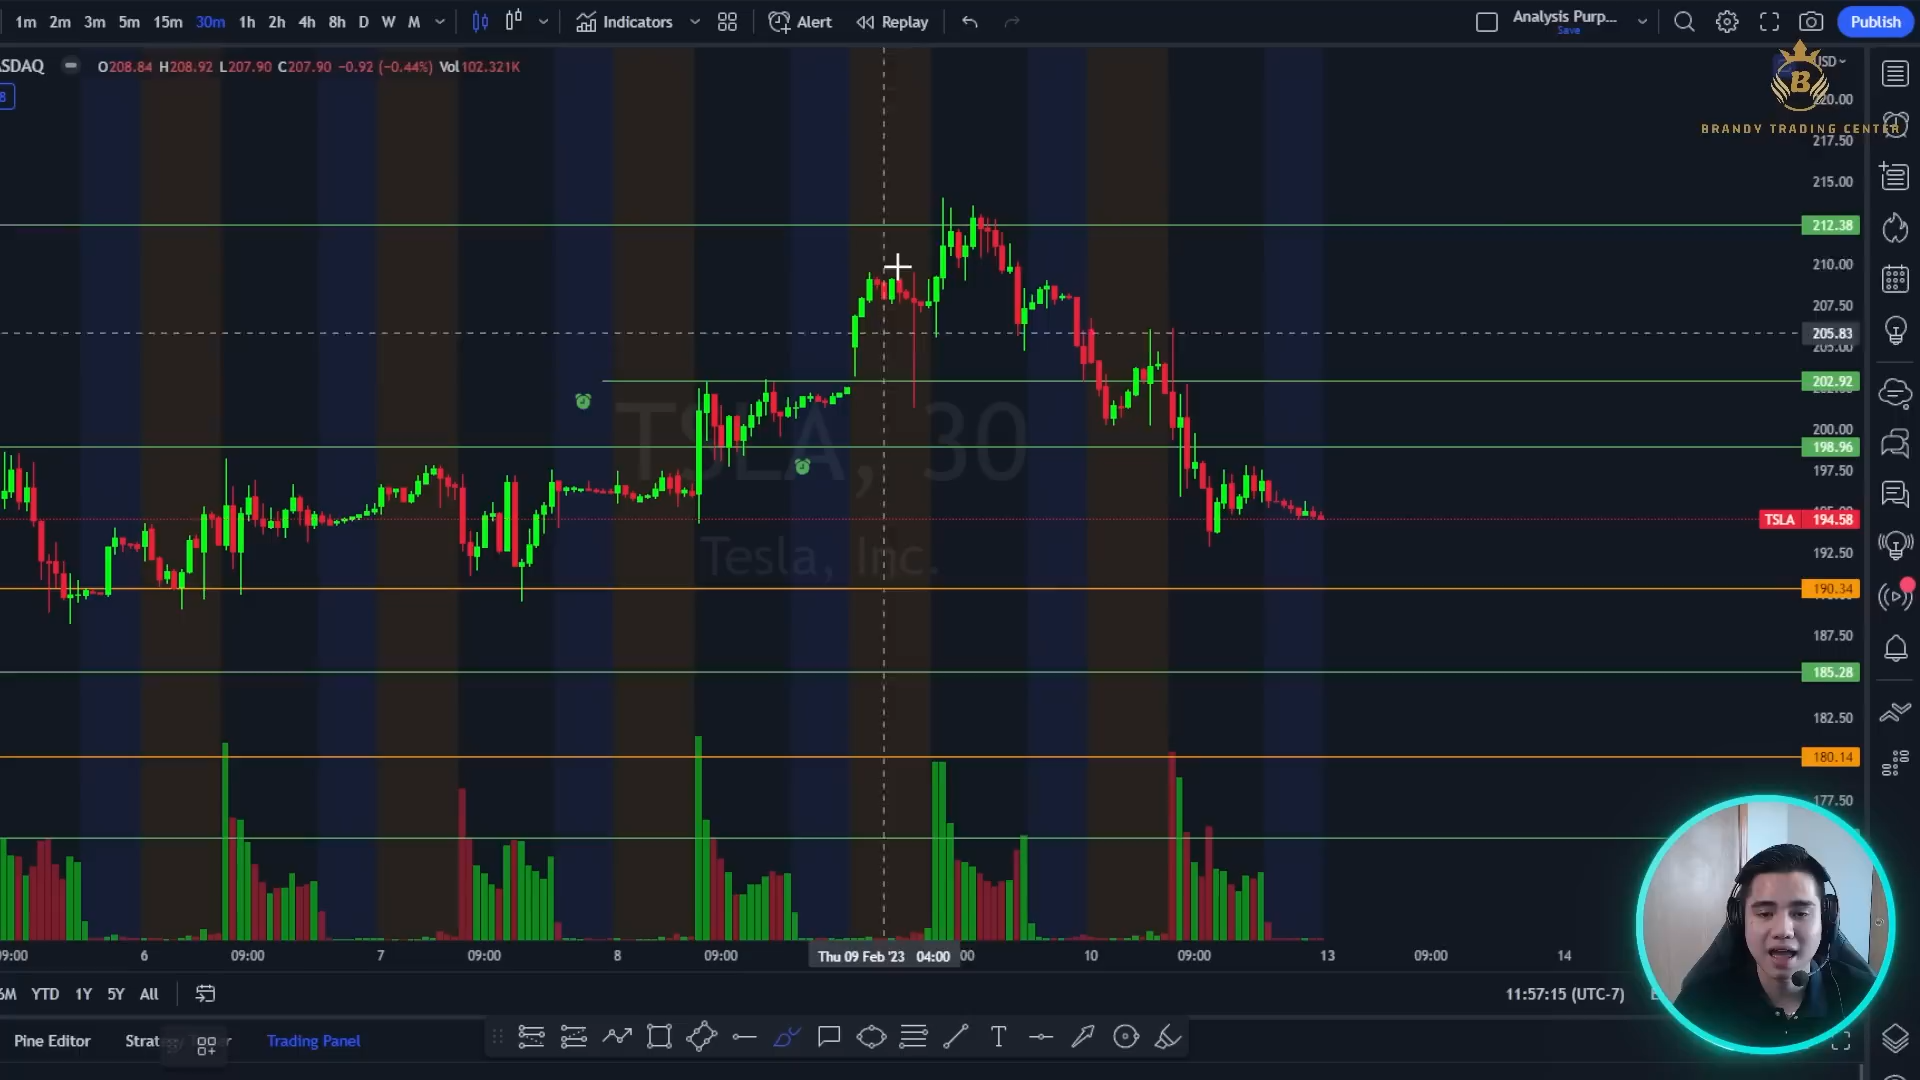 1m 2m 3m 5m 15m 30m 1h 2h 4h 8h D W M Indicators Alert Replay Analysis Purp... Publish
Save
SDAQ O208.84 H208.92 L207.90 C207.90 −0.92 (−0.44%) Vol 102.321K
USD
8
B
220.00
BRANDY TRADING CENTER
217.50
215.00
212.38
210.00
207.50
205.83
205.00
202.92
TSLA, 30
200.00
198.96
197.50
TSLA 194.58
Tesla, Inc.
192.50
190.34
187.50
185.28
182.50
180.14
177.50
09:00 6 09:00 7 09:00 8 09:00 Thu 09 Feb '23 04:00 00 10 09:00 13 09:00 14
6M YTD 1Y 5Y All 11:57:15 (UTC-7)
Pine Editor Strat Trading Panel